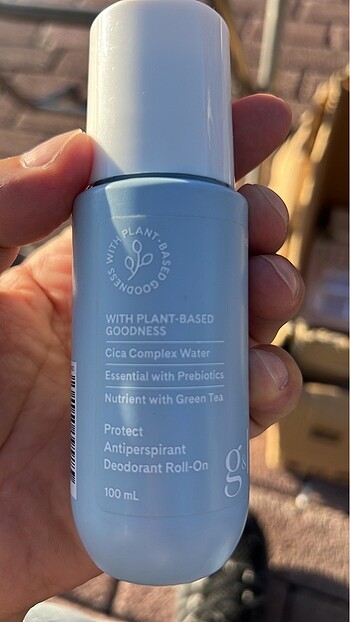 WITH PLANT-BASED GOODNESS
WITH PLANT-BASED
GOODNESS
Cica Complex Water
Essential with Prebiotics
Nutrient with Green Tea
Protect
Antiperspirant
Deodorant Roll-On
100 mL